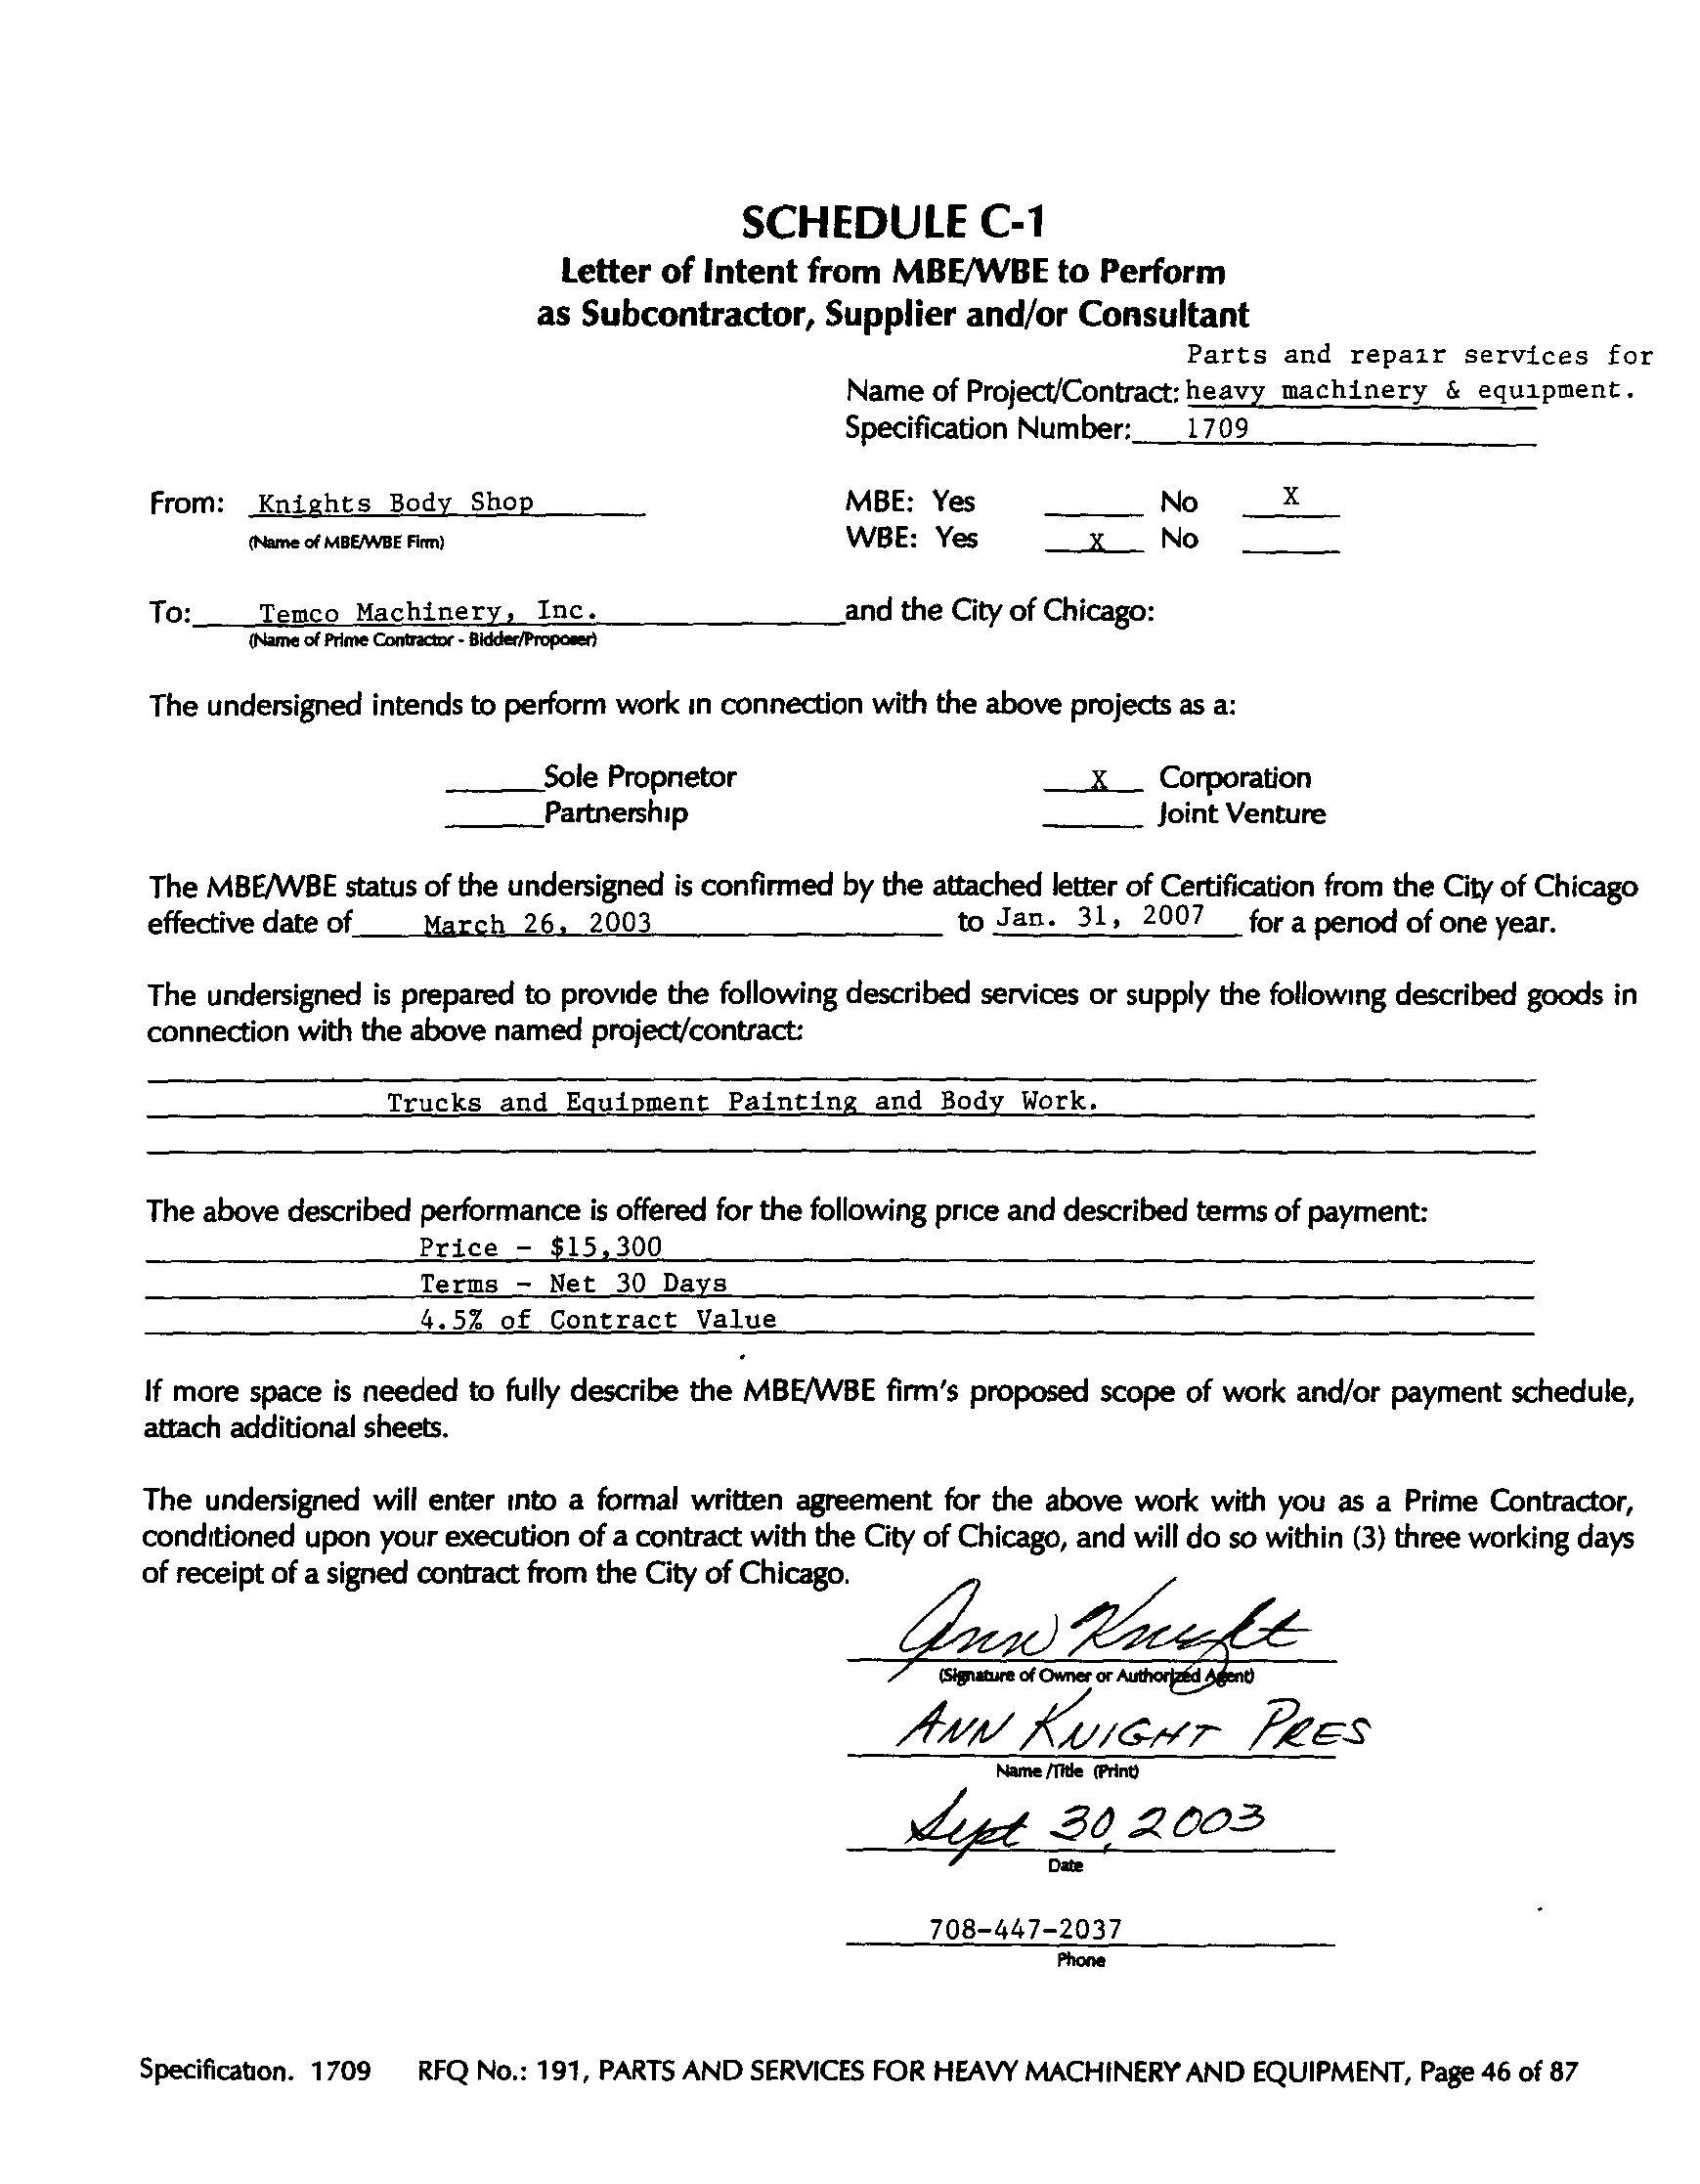 SCHEDULE C-1
Letter of Intent from MBE/WBE to Perform
as Subcontractor, Supplier and/or Consultant
Parts and repair services for
Name of Project/Contract: heavy machinery & equipment.
Specification Number: 1709
From: Knights Body Shop MBE: Yes No X
(Name of MBE/WBE Firm) WBE: Yes X No
To: Temco Machinery, Inc. and the City of Chicago:
(Name of Prime Contractor - Bidder/Proposer)
The undersigned intends to perform work in connection with the above projects as a:
Sole Proprietor X Corporation
Partnership Joint Venture
The MBE/WBE status of the undersigned is confirmed by the attached letter of Certification from the City of Chicago
effective date of March 26, 2003 to Jan. 31, 2007 for a period of one year.
The undersigned is prepared to provide the following described services or supply the following described goods in
connection with the above named project/contract:
Trucks and Equipment Painting and Body Work.
The above described performance is offered for the following price and described terms of payment:
Price - $15,300
Terms - Net 30 Days
4.5% of Contract Value
If more space is needed to fully describe the MBE/WBE firm's proposed scope of work and/or payment schedule,
attach additional sheets.
The undersigned will enter into a formal written agreement for the above work with you as a Prime Contractor,
conditioned upon your execution of a contract with the City of Chicago, and will do so within (3) three working days
of receipt of a signed contract from the City of Chicago.
Ann Knight
(Signature of Owner or Authorized Agent)
ANN KNIGHT PRES
Name /Title (Print)
Sept 30, 2003
Date
708-447-2037
Phone
Specification. 1709 RFQ No.: 191, PARTS AND SERVICES FOR HEAVY MACHINERY AND EQUIPMENT, Page 46 of 87